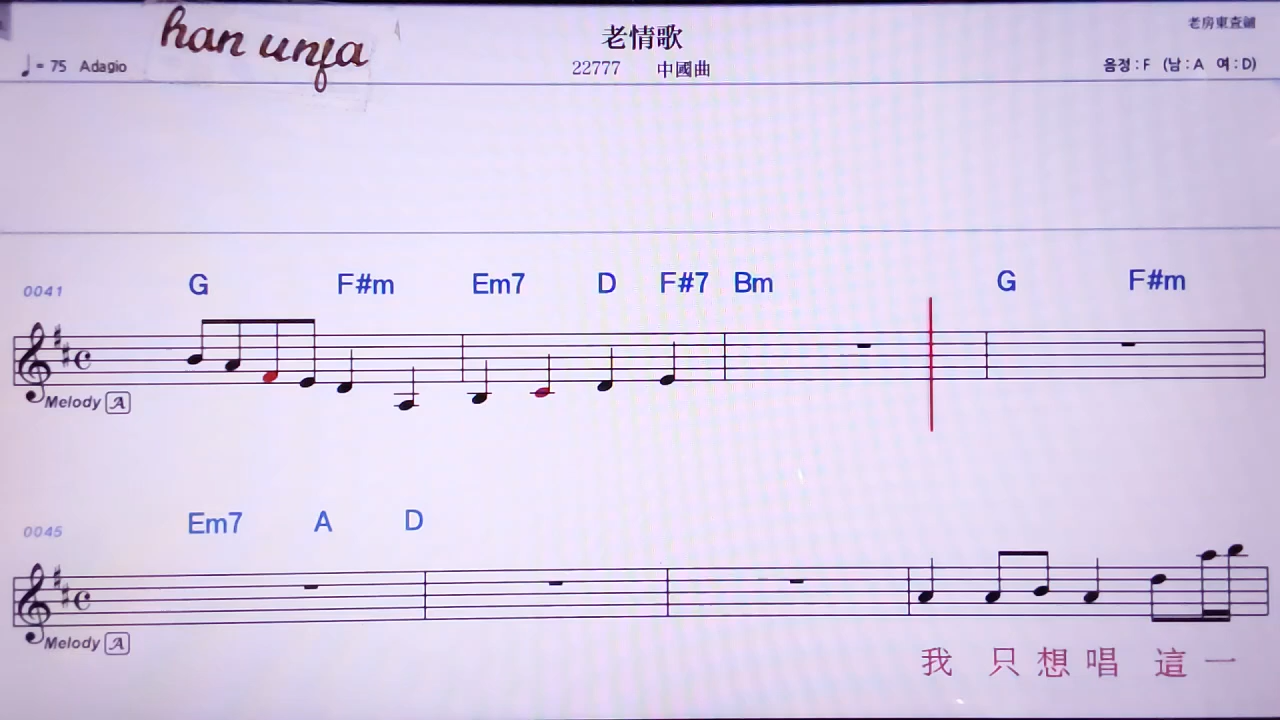 han unfa
老情歌
♩= 75 Adagio
22777 中國曲
음정 : F (남 : A 여 : D)
0041
G F#m Em7 D F#7 Bm G F#m
Melody A
0045
Em7 A D
Melody A
我 只 想 唱 這 一